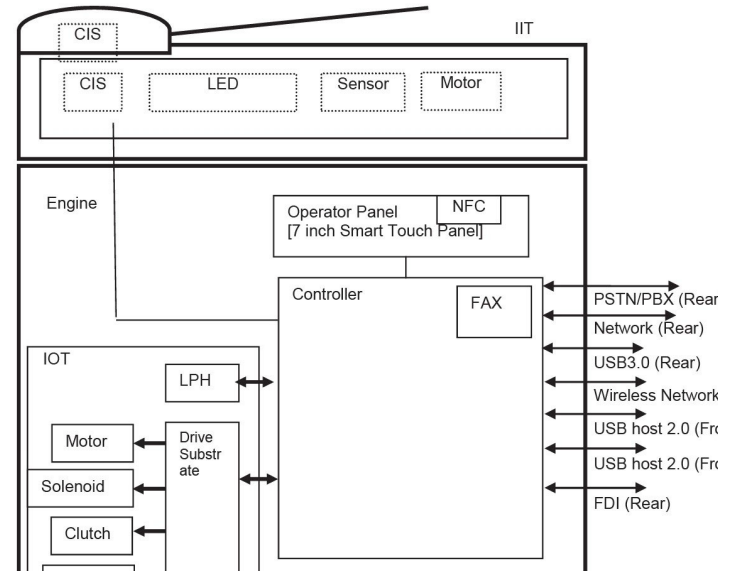 CIS
IIT
CIS
LED
Sensor
Motor
Engine
Operator Panel
NFC
[7 inch Smart Touch Panel]
Controller
FAX
PSTN/PBX (Rear
Network (Rear)
USB3.0 (Rear)
Wireless Network
USB host 2.0 (Fro
USB host 2.0 (Fro
FDI (Rear)
IOT
LPH
Motor
Drive
Substr
ate
Solenoid
Clutch